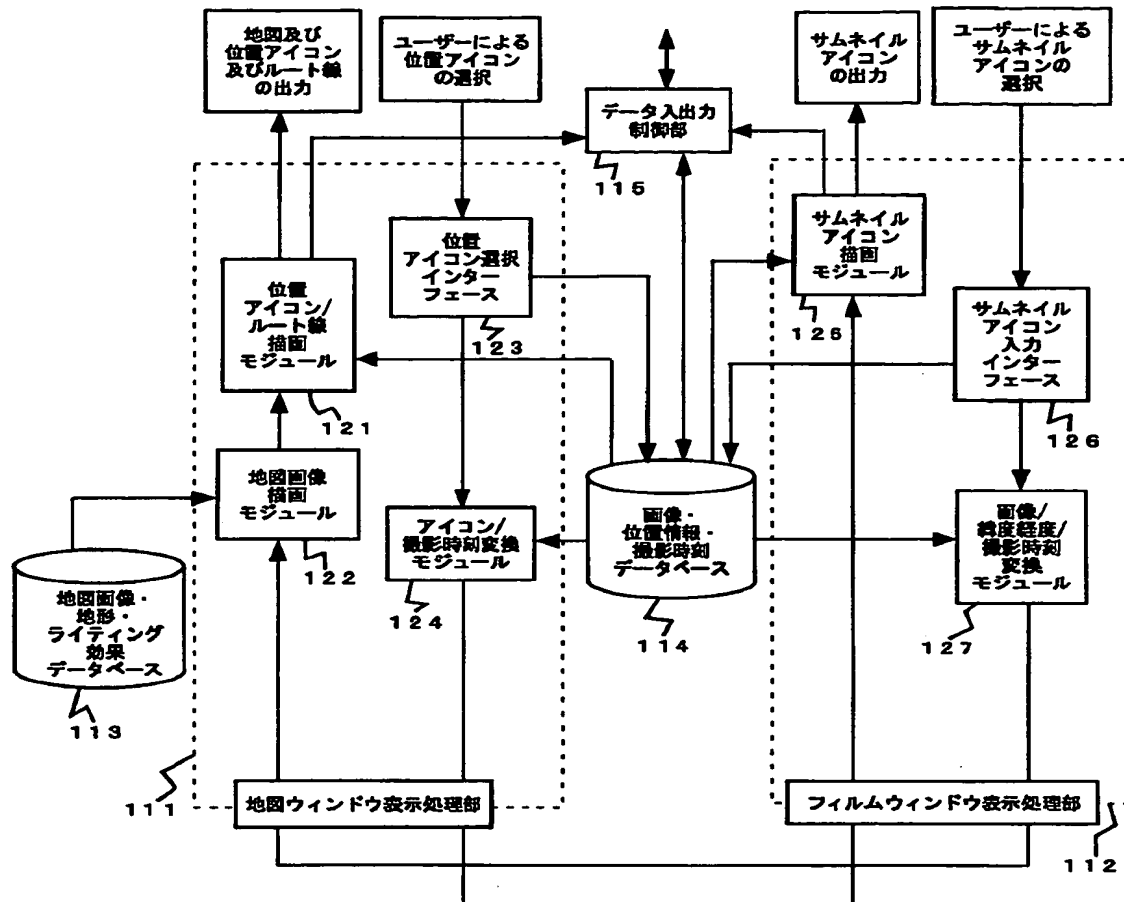 地図及び
位置アイコン
及びルート線
の出力
ユーザーによる
位置アイコン
の選択
サムネイル
アイコン
の出力
ユーザーによる
サムネイル
アイコンの
選択
データ入出力
制御部
115
位置
アイコン選択
インター
フェース
123
サムネイル
アイコン
描画
モジュール
126
位置
アイコン/
ルート線
描画
モジュール
121
サムネイル
アイコン
入力
インター
フェース
126
地図画像
描画
モジュール
122
アイコン/
撮影時刻変換
モジュール
124
画像・
位置情報・
撮影時刻
データベース
114
画像/
緯度経度/
撮影時刻
変換
モジュール
127
地図画像・
地形・
ライティング
効果
データベース
113
111
地図ウィンドウ表示処理部
フィルムウィンドウ表示処理部
112